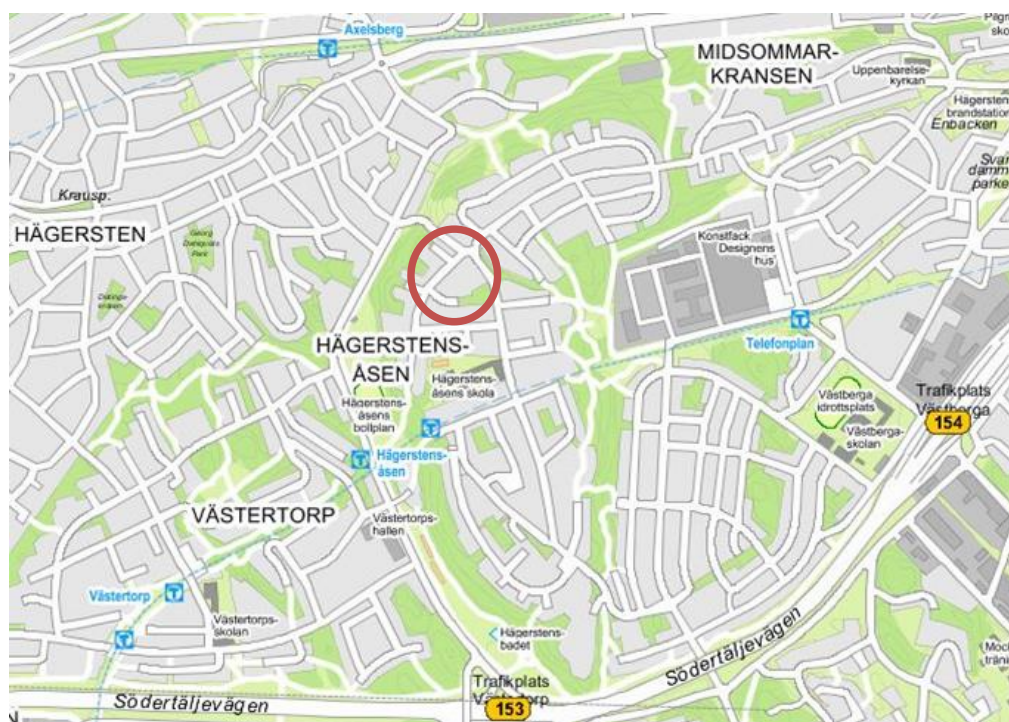 Axelsberg
MIDSOMMAR-
KRANSEN
Uppenbarelse-
kyrkan
Hägersten
brandstation
Enbacken
Krausp.
HÄGERSTEN
Konstfack
Designens
hus
HÄGERSTENS-
ÅSEN
Telefonplan
Hägerstens-
åsens skola
Hägerstens-
åsens
bollplan
Hägerstens-
åsen
Trafikplats
Västberga
154
Västberga
idrottsplats
Västberga-
skolan
VÄSTERTORP
Västertorps-
hallen
Västertorp
Västertorps-
skolan
Hägerstens-
badet
Södertäljevägen
Trafikplats
Västertorp
153
Södertäljevägen